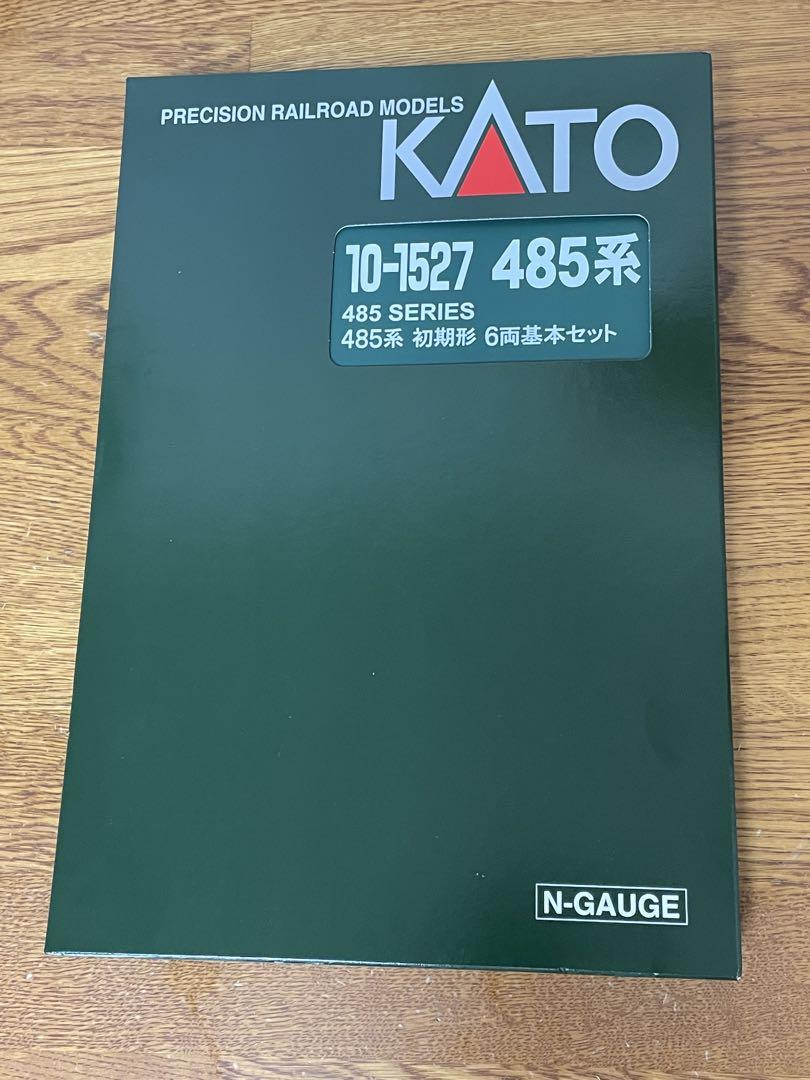 PRECISION RAILROAD MODELS
KATO
10-1527 485系
485 SERIES
485系 初期形 6両基本セット
N-GAUGE